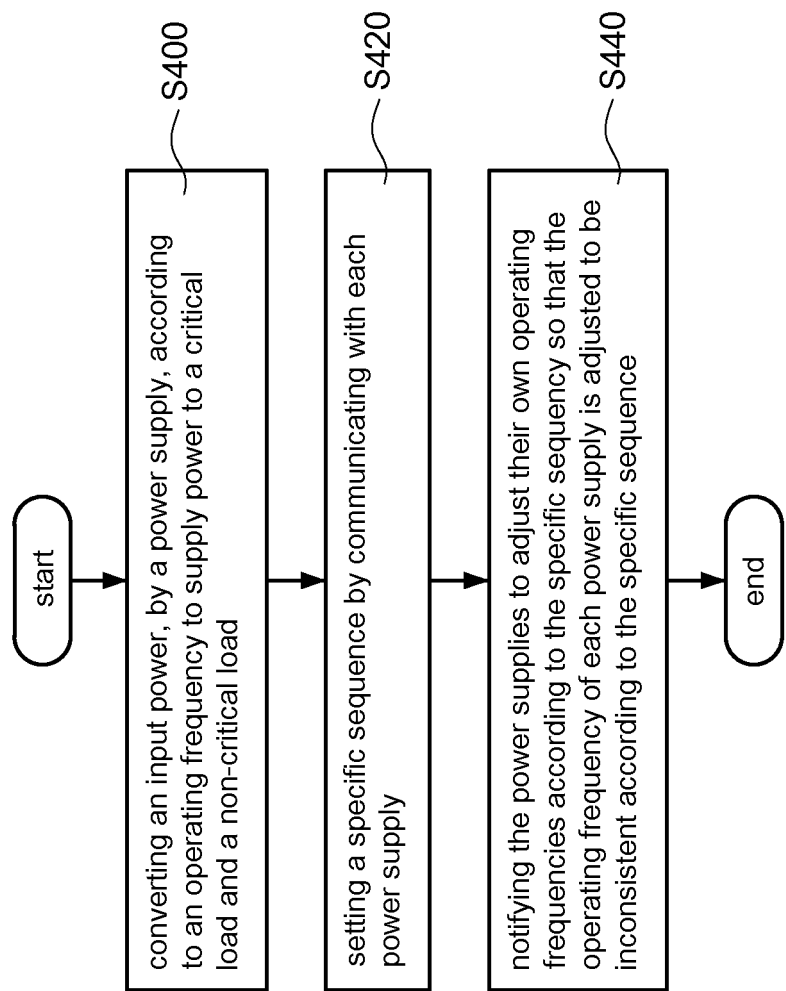 start
converting an input power, by a power supply, according
to an operating frequency to supply power to a critical
load and a non-critical load
S400
setting a specific sequence by communicating with each
power supply
S420
notifying the power supplies to adjust their own operating
frequencies according to the specific sequency so that the
operating frequency of each power supply is adjusted to be
inconsistent according to the specific sequence
S440
end